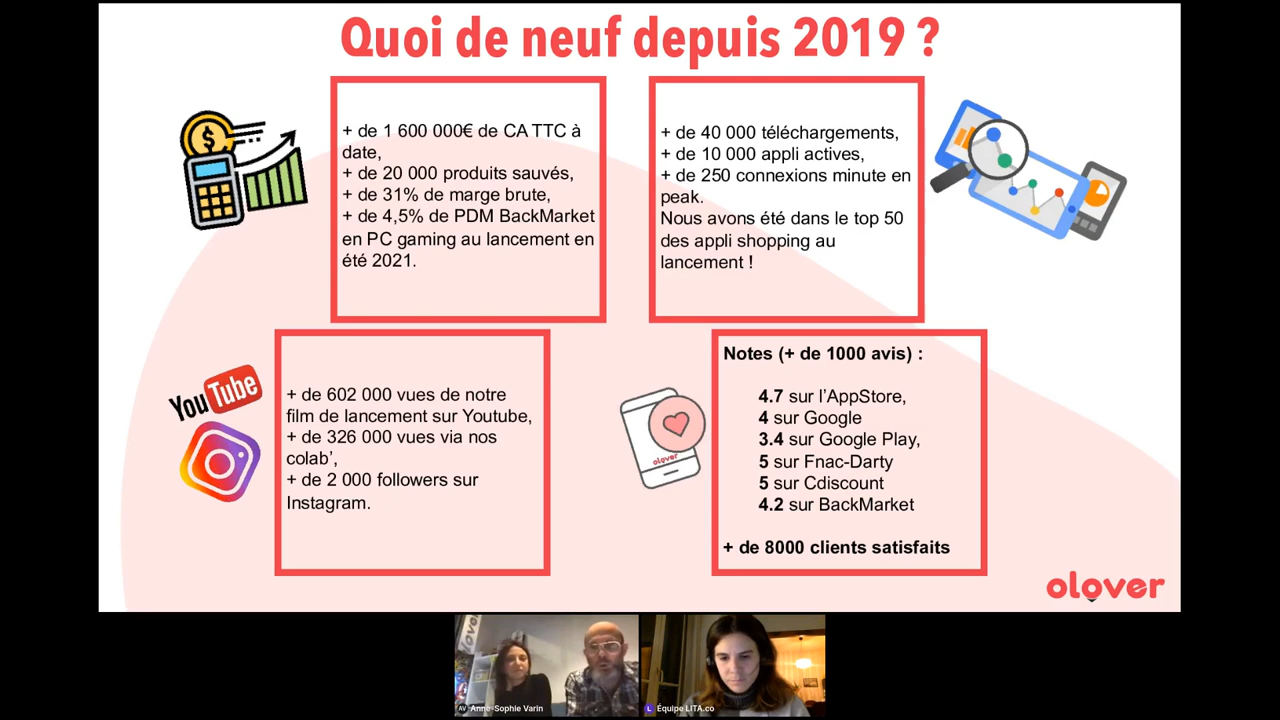 Quoi de neuf depuis 2019 ?
+ de 1 600 000€ de CA TTC à
date,
+ de 20 000 produits sauvés,
+ de 31% de marge brute,
+ de 4,5% de PDM BackMarket
en PC gaming au lancement en
été 2021.
+ de 40 000 téléchargements,
+ de 10 000 appli actives,
+ de 250 connexions minute en
peak.
Nous avons été dans le top 50
des appli shopping au
lancement !
YouTube
+ de 602 000 vues de notre
film de lancement sur Youtube,
+ de 326 000 vues via nos
colab’,
+ de 2 000 followers sur
Instagram.
olover
Notes (+ de 1000 avis) :
4.7 sur l’AppStore,
4 sur Google
3.4 sur Google Play,
5 sur Fnac-Darty
5 sur Cdiscount
4.2 sur BackMarket
+ de 8000 clients satisfaits
olover
AV Anne-Sophie Varin
L Équipe LITA.co